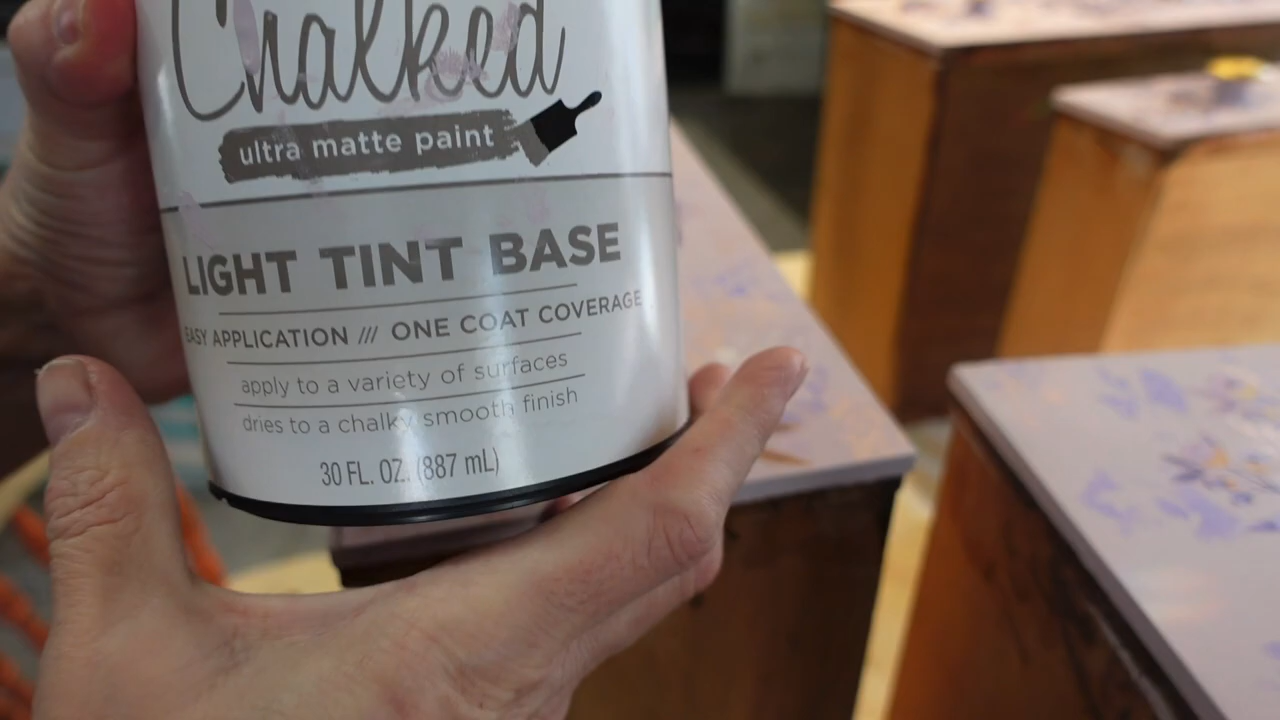 Chalked
ultra matte paint
LIGHT TINT BASE
EASY APPLICATION /// ONE COAT COVERAGE
apply to a variety of surfaces
dries to a chalky smooth finish
30 FL. OZ. (887 mL)